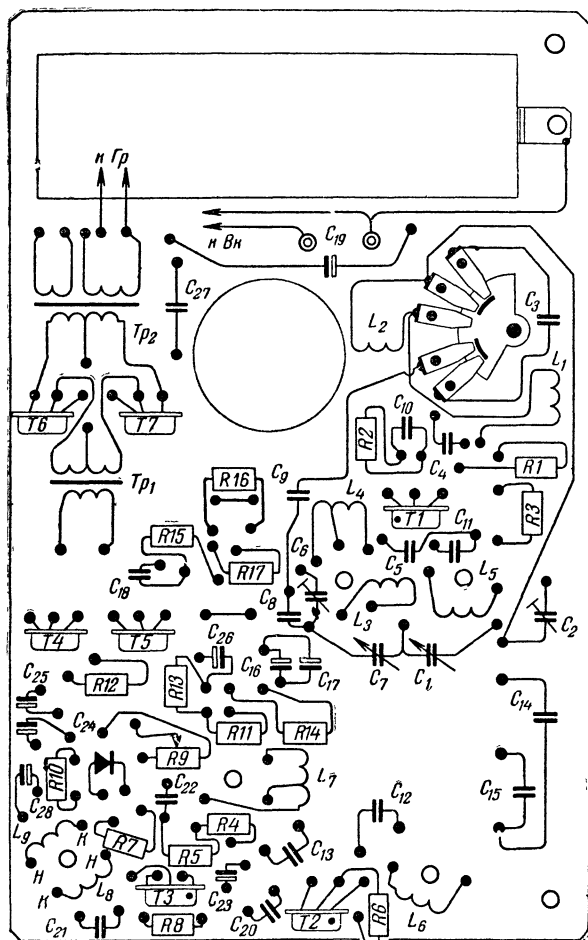 к Гр
к Вк
C19
C27
Tp2
L2
C3
L1
T6
T7
R2
C10
C4
R1
Tp1
C9
R16
L4
T1
C11
R3
R15
C6
R17
C5
C18
L5
C8
L3
C2
T4
T5
C26
C16
C17
C7
C1
C25
R12
R13
C14
C24
R11
R14
R9
R10
L7
C22
C15
C28
C12
L9
R7
R4
К
R5
C13
Н
Н
L8
T3
C23
К
C20
T2
R6
L6
C21
R8